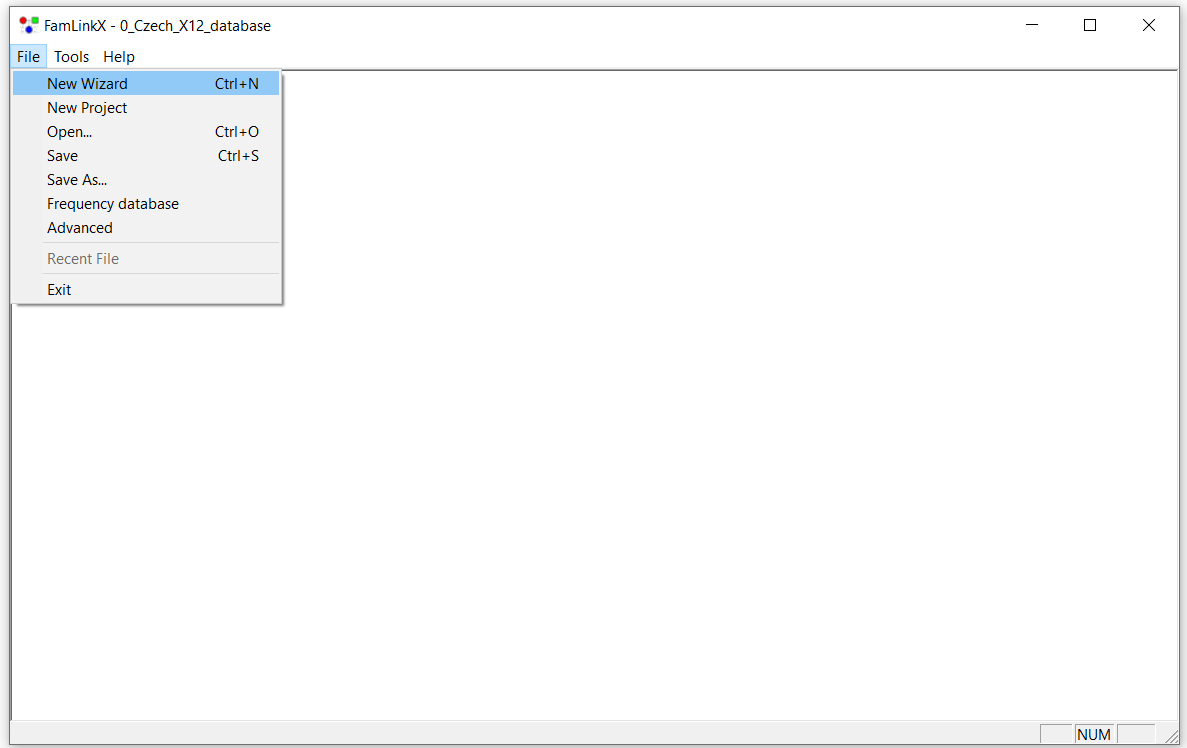 FamLinkX - 0_Czech_X12_database
File Tools Help
New Wizard Ctrl+N
New Project
Open... Ctrl+O
Save Ctrl+S
Save As...
Frequency database
Advanced
Recent File
Exit
NUM